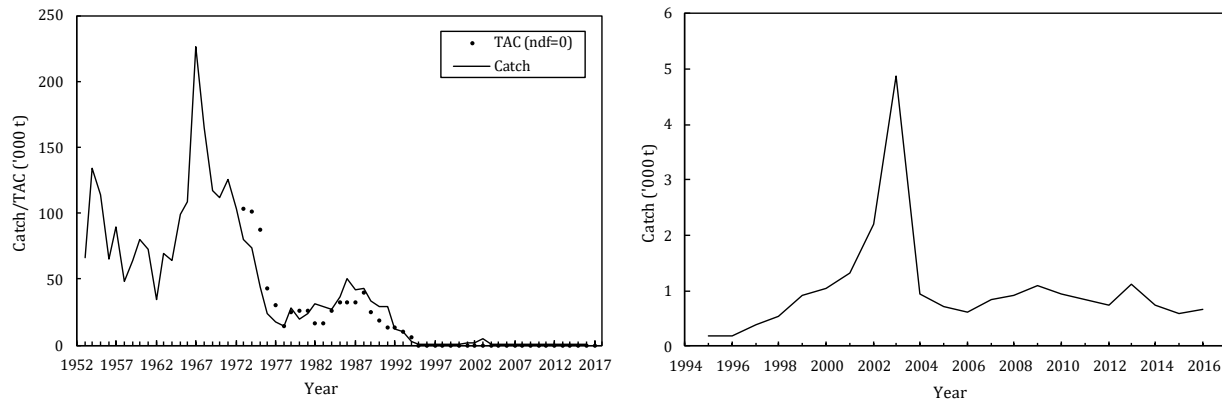 250
200
150
100
50
0
Catch/TAC ('000 t)
TAC (ndf=0)
Catch
1952 1957 1962 1967 1972 1977 1982 1987 1992 1997 2002 2007 2012 2017
Year
6
5
4
3
2
1
0
Catch ('000 t)
1994 1996 1998 2000 2002 2004 2006 2008 2010 2012 2014 2016
Year